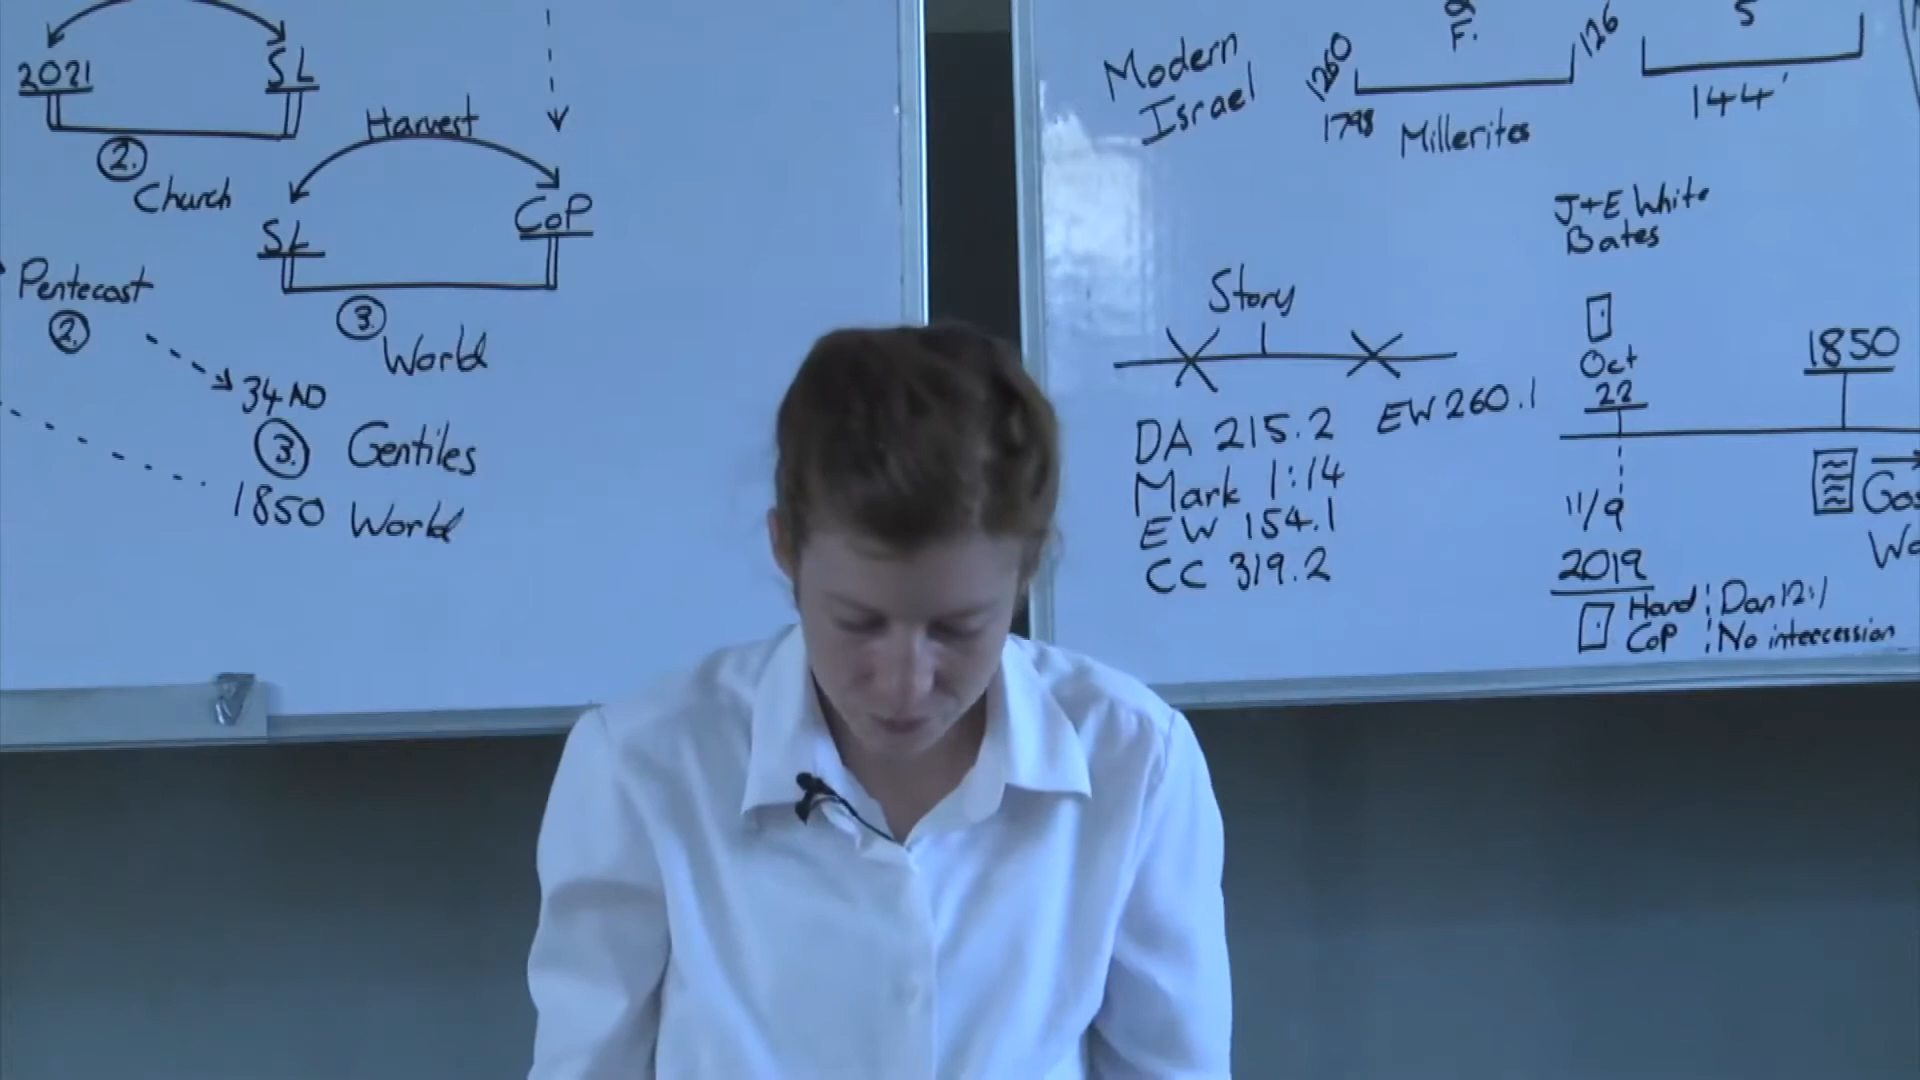 2021
SL
②.
Church
Harvest
SL
CoP
③.
World
Pentecost
②
34 AD
③. Gentiles
1850 World
Modern
Israel
1260
1798
F.
126
Millerites
5
144'
Story
DA 215.2
EW 260.1
Mark 1:14
EW 154.1
CC 319.2
J+E White
Bates
Oct
22
1850
11/9
2019
Hand Dan 12:1
CoP No intercession